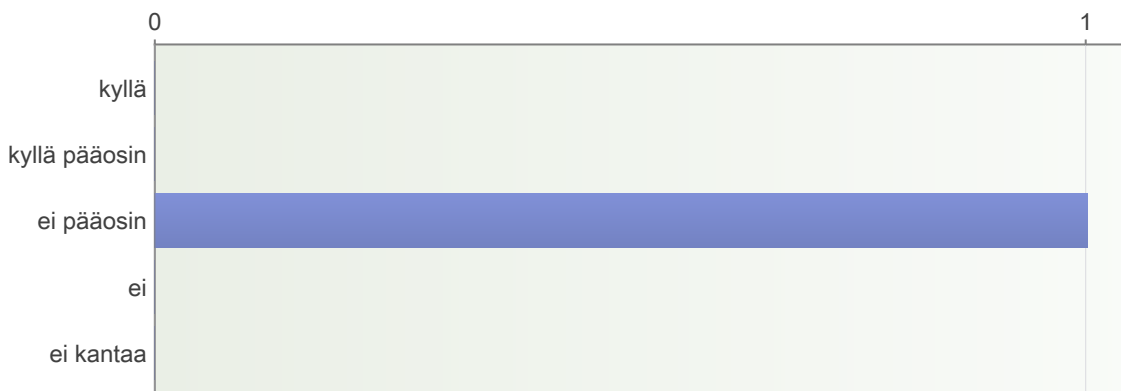 0 1
kyllä
kyllä pääosin
ei pääosin
ei
ei kantaa